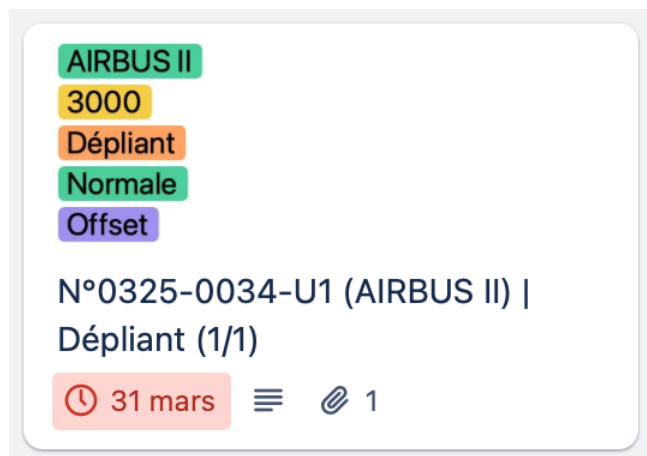 AIRBUS II
3000
Dépliant
Normale
Offset
N°0325-0034-U1 (AIRBUS II) |
Dépliant (1/1)
31 mars 1